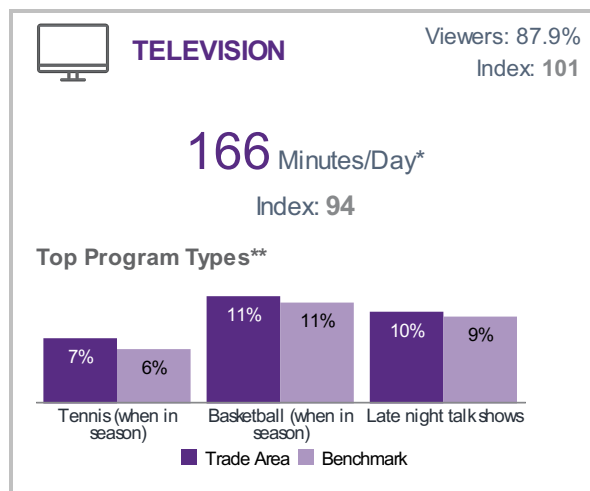 TELEVISION
Viewers: 87.9%
Index: 101
166 Minutes/Day*
Index: 94
Top Program Types**
7%
6%
11%
11%
10%
9%
Tennis (when in
season)
Basketball (when in
season)
Late night talk shows
Trade Area
Benchmark